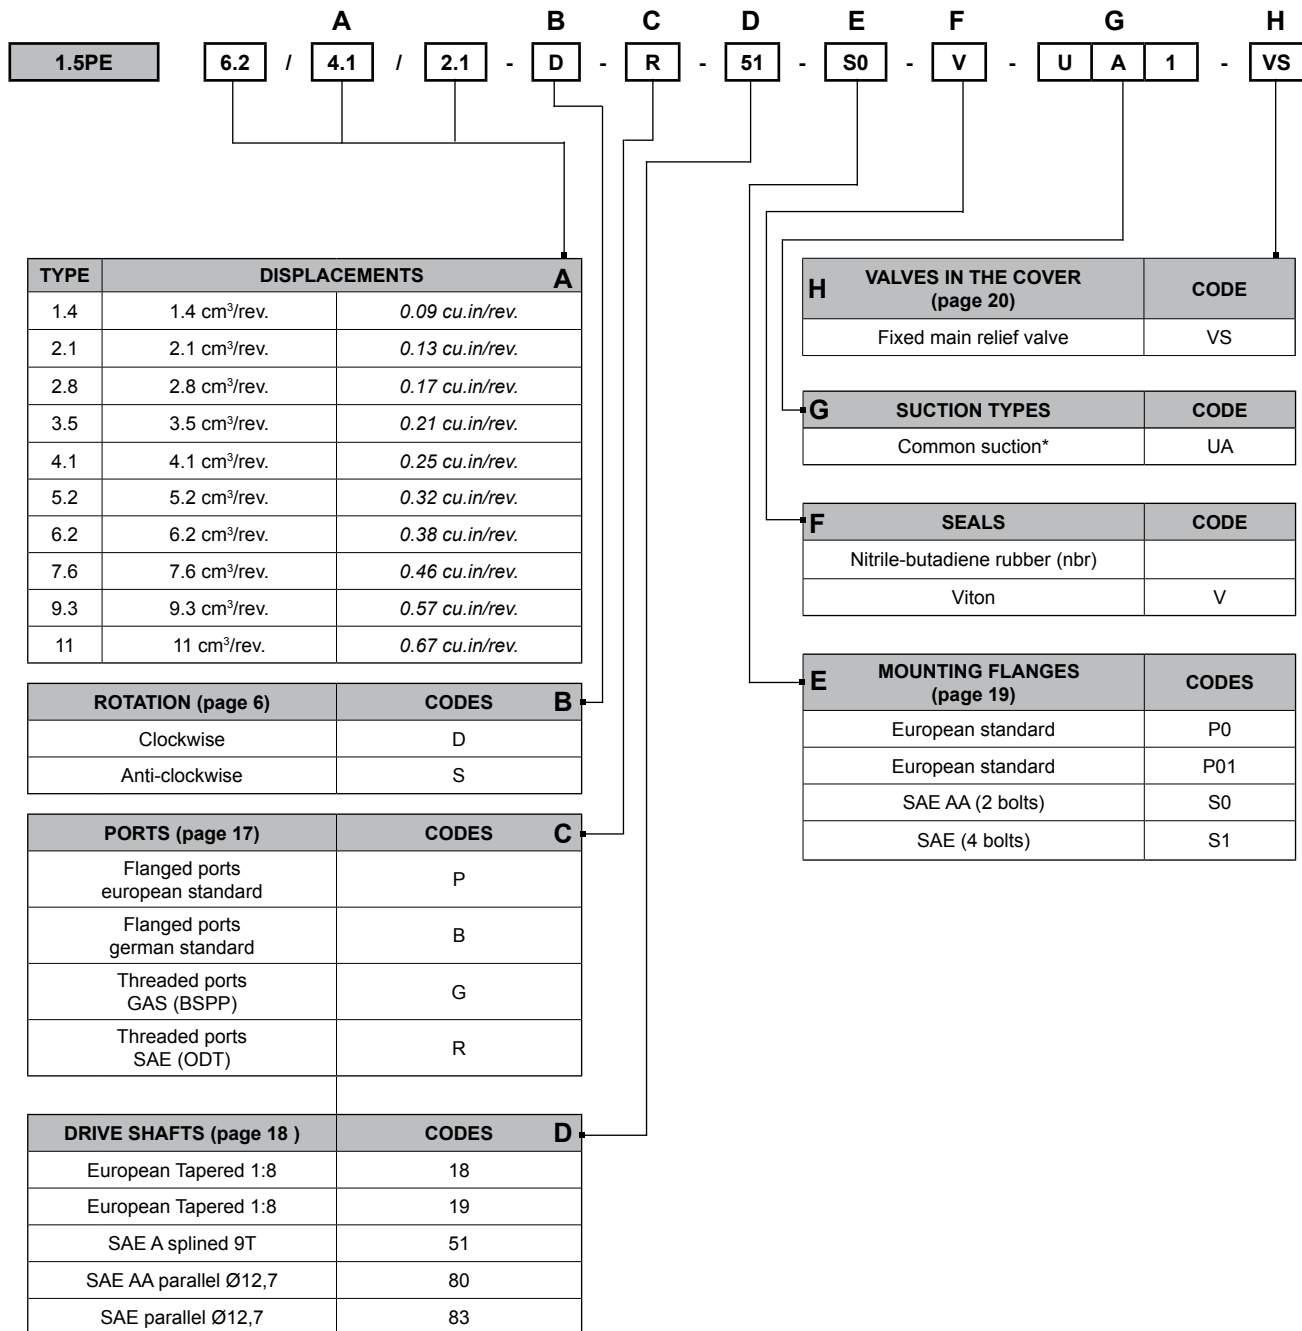 A B C D E F G H
1.5PE 6.2 / 4.1 / 2.1 - D - R - 51 - S0 - V - U A 1 - VS
TYPE DISPLACEMENTS A
1.4 1.4 cm³/rev. 0.09 cu.in/rev.
2.1 2.1 cm³/rev. 0.13 cu.in/rev.
2.8 2.8 cm³/rev. 0.17 cu.in/rev.
3.5 3.5 cm³/rev. 0.21 cu.in/rev.
4.1 4.1 cm³/rev. 0.25 cu.in/rev.
5.2 5.2 cm³/rev. 0.32 cu.in/rev.
6.2 6.2 cm³/rev. 0.38 cu.in/rev.
7.6 7.6 cm³/rev. 0.46 cu.in/rev.
9.3 9.3 cm³/rev. 0.57 cu.in/rev.
11 11 cm³/rev. 0.67 cu.in/rev.
ROTATION (page 6) CODES B
Clockwise D
Anti-clockwise S
PORTS (page 17) CODES C
Flanged ports
european standard P
Flanged ports
german standard B
Threaded ports
GAS (BSPP) G
Threaded ports
SAE (ODT) R
DRIVE SHAFTS (page 18 ) CODES D
European Tapered 1:8 18
European Tapered 1:8 19
SAE A splined 9T 51
SAE AA parallel Ø12,7 80
SAE parallel Ø12,7 83
H VALVES IN THE COVER
(page 20) CODE
Fixed main relief valve VS
G SUCTION TYPES CODE
Common suction* UA
F SEALS CODE
Nitrile-butadiene rubber (nbr)
Viton V
E MOUNTING FLANGES
(page 19) CODES
European standard P0
European standard P01
SAE AA (2 bolts) S0
SAE (4 bolts) S1